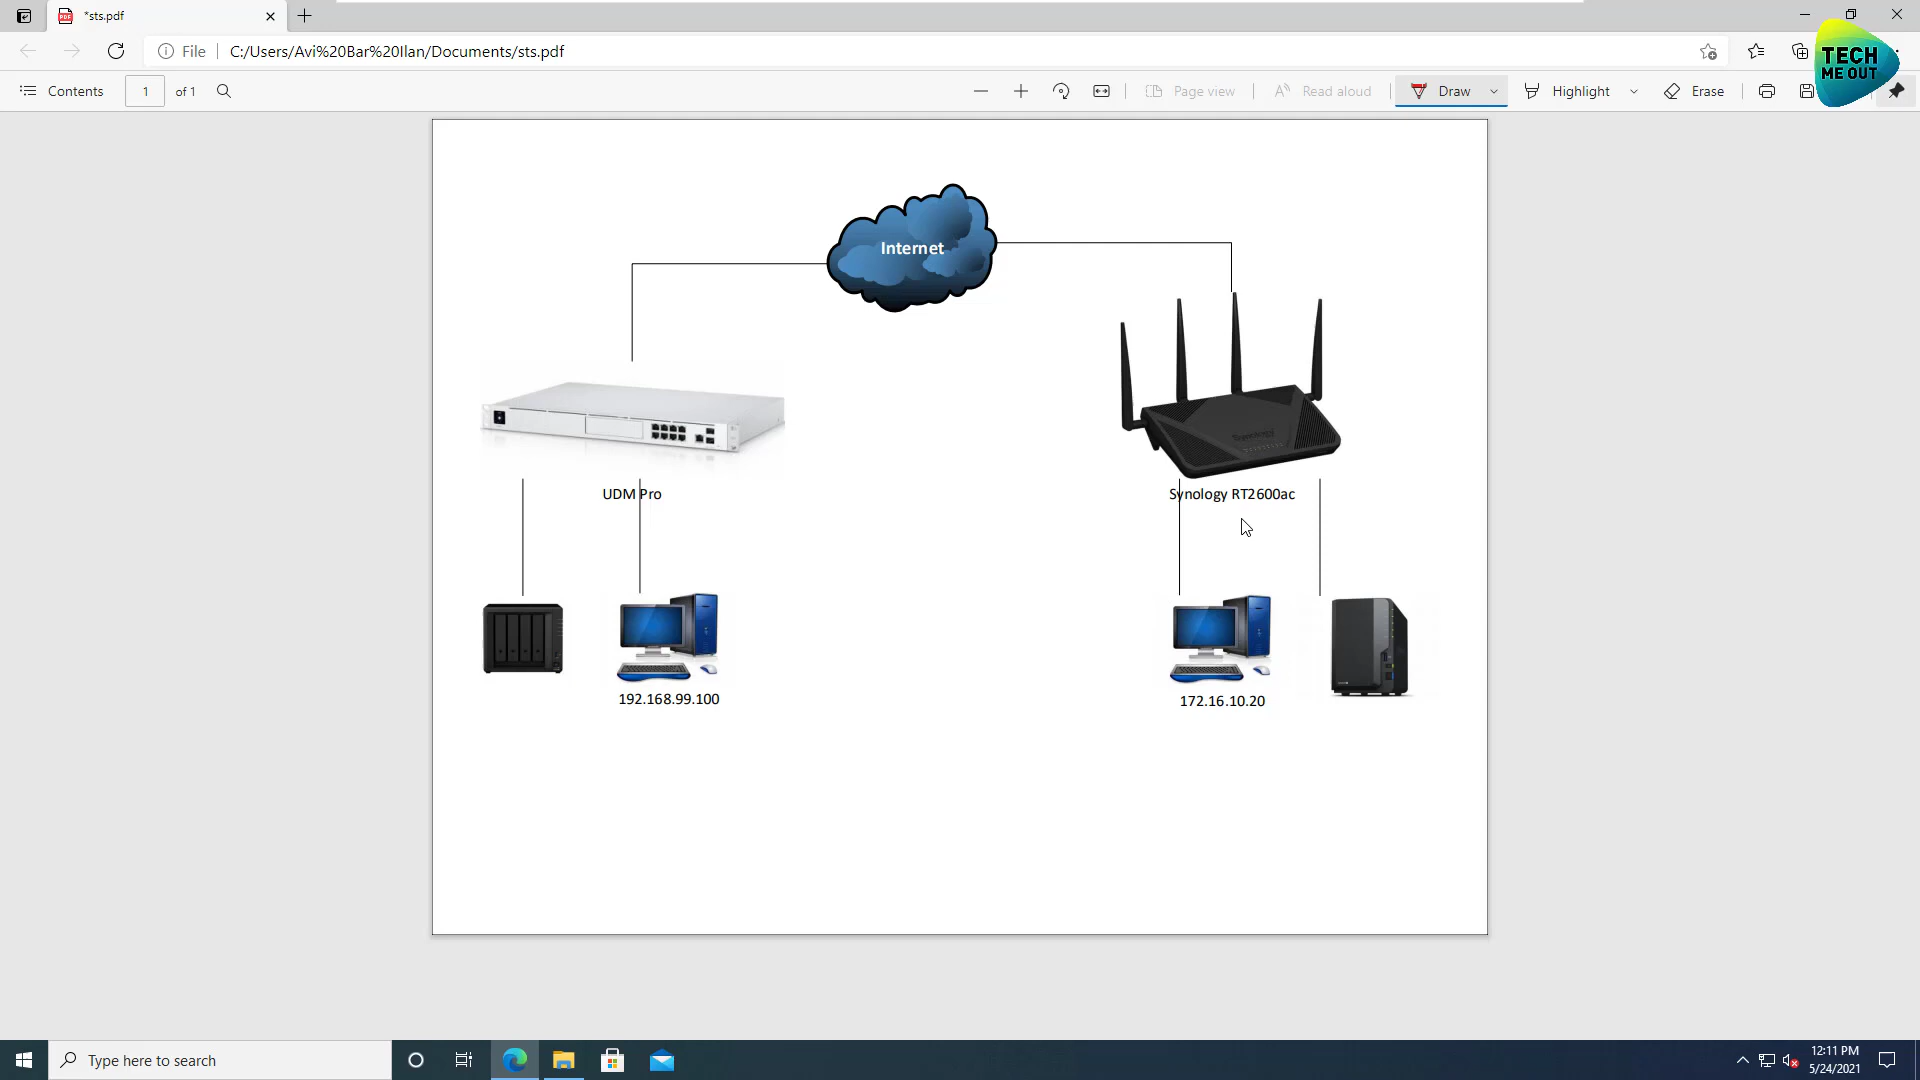 *sts.pdf
File
C:/Users/Avi%20Bar%20Ilan/Documents/sts.pdf
TECH
ME OUT
Contents
1
of 1
Page view
Read aloud
Draw
Highlight
Erase
Internet
UDM Pro
Synology RT2600ac
Synology
192.168.99.100
172.16.10.20
Type here to search
12:11 PM
5/24/2021